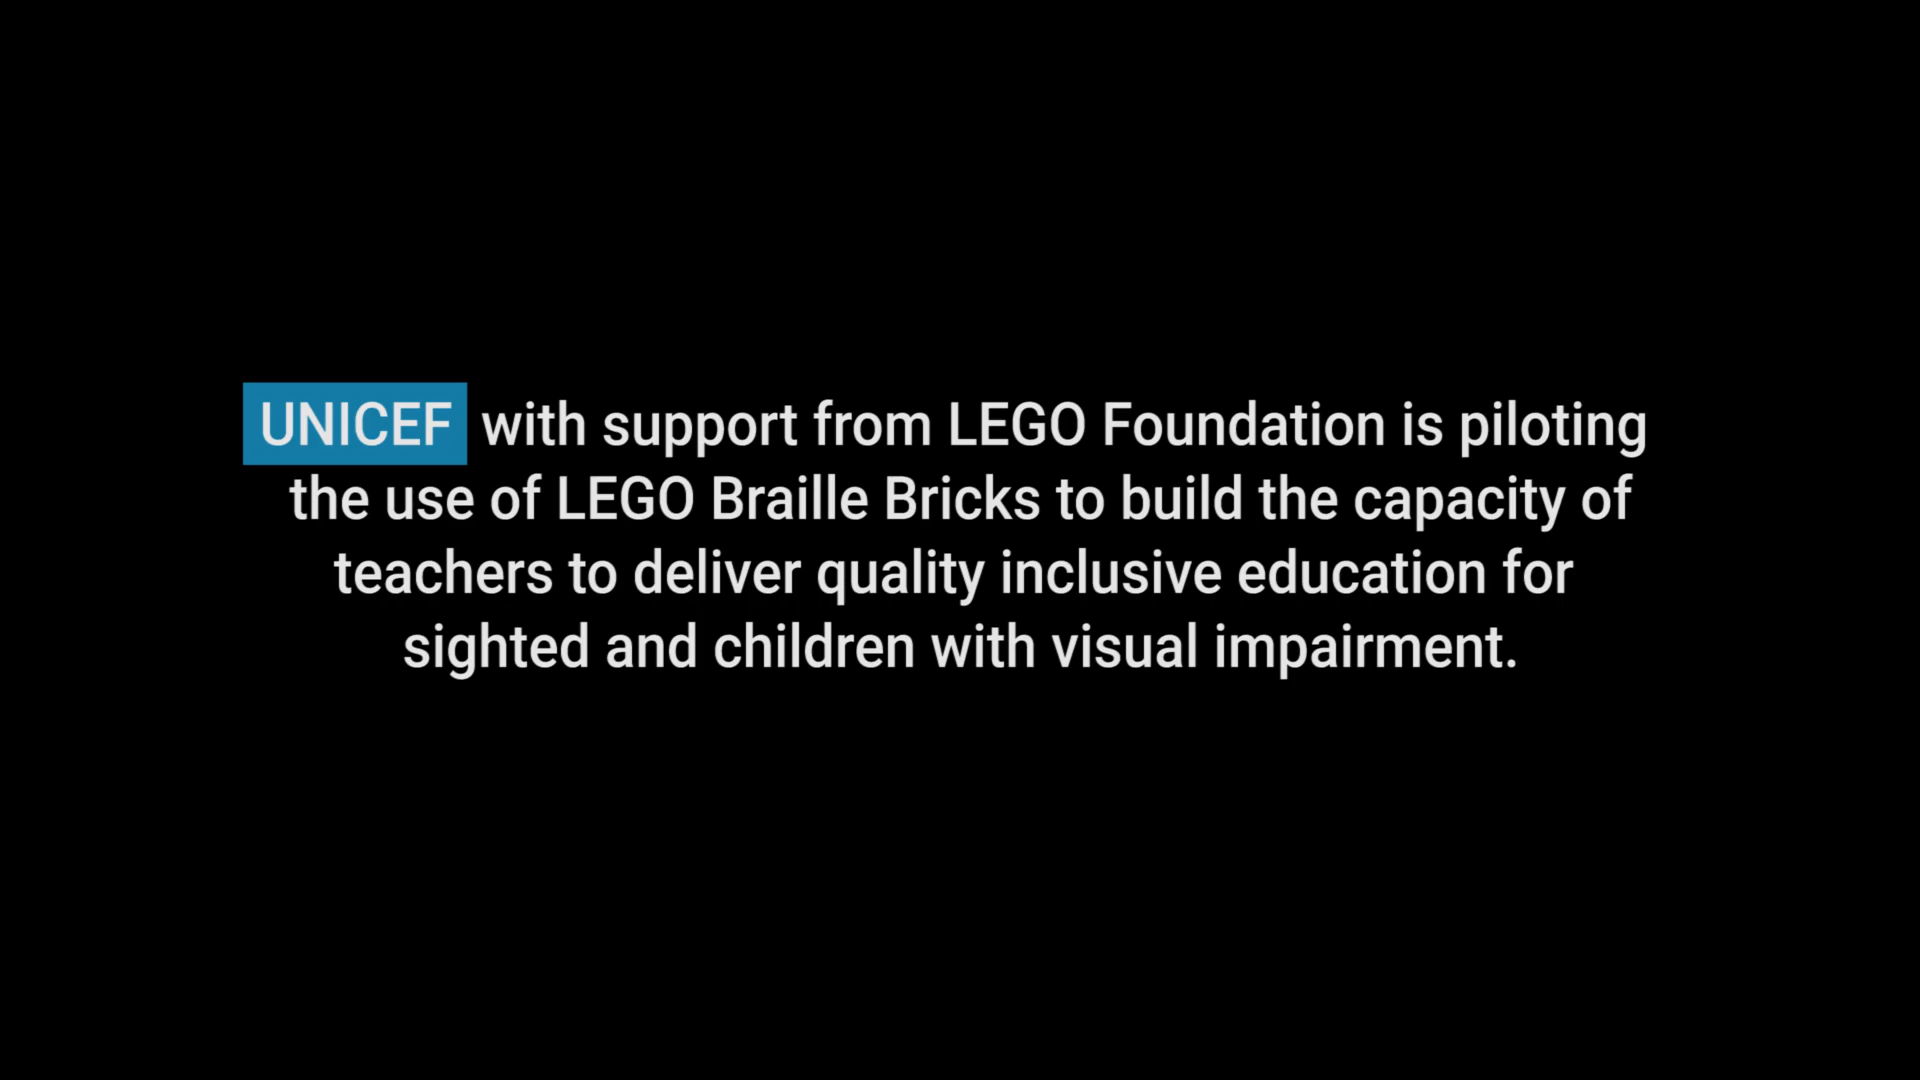 UNICEF with support from LEGO Foundation is piloting
the use of LEGO Braille Bricks to build the capacity of
teachers to deliver quality inclusive education for
sighted and children with visual impairment.